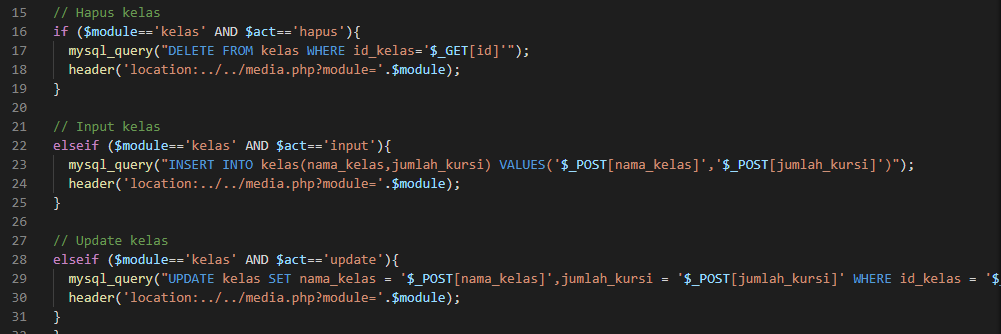 15 // Hapus kelas
16 if ($module=='kelas' AND $act=='hapus'){
17 mysql_query("DELETE FROM kelas WHERE id_kelas='$_GET[id]'");
18 header('location:../../media.php?module='.$module);
19 }
20
21 // Input kelas
22 elseif ($module=='kelas' AND $act=='input'){
23 mysql_query("INSERT INTO kelas(nama_kelas,jumlah_kursi) VALUES('$_POST[nama_kelas]','$_POST[jumlah_kursi]')");
24 header('location:../../media.php?module='.$module);
25 }
26
27 // Update kelas
28 elseif ($module=='kelas' AND $act=='update'){
29 mysql_query("UPDATE kelas SET nama_kelas = '$_POST[nama_kelas]',jumlah_kursi = '$_POST[jumlah_kursi]' WHERE id_kelas = '$_
30 header('location:../../media.php?module='.$module);
31 }